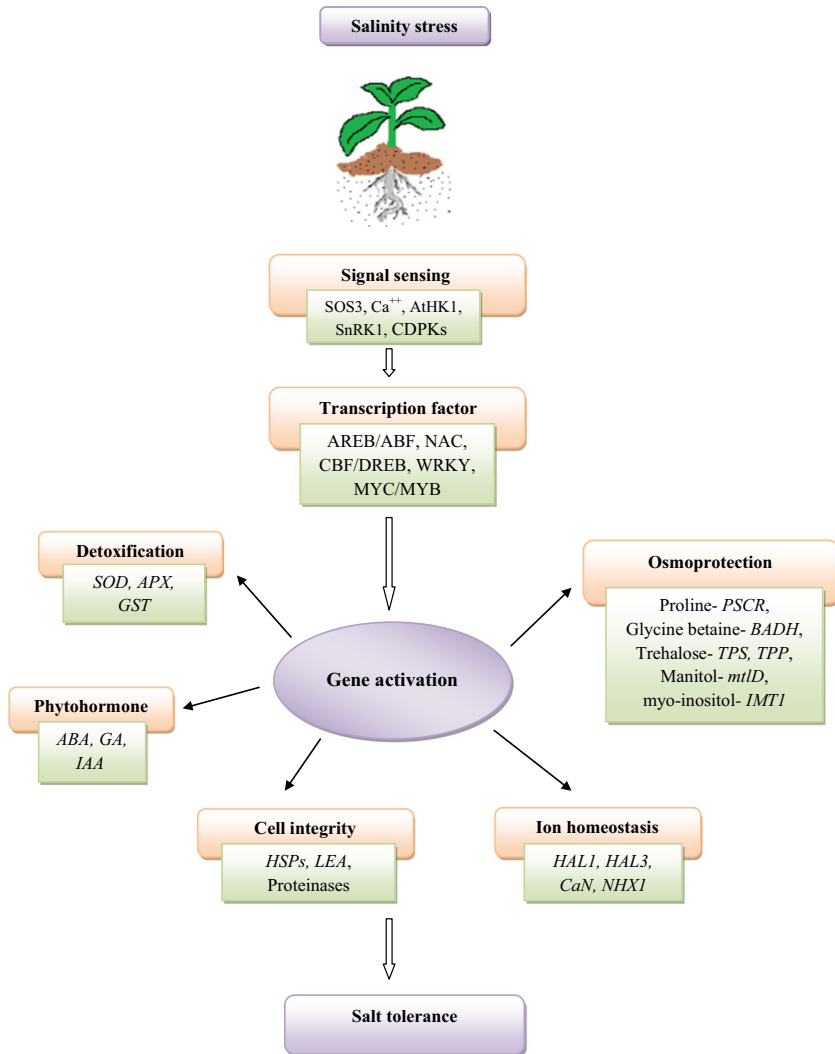 Salinity stress
Signal sensing
SOS3, Ca++, AtHK1,
SnRK1, CDPKs
Transcription factor
AREB/ABF, NAC,
CBF/DREB, WRKY,
MYC/MYB
Detoxification
SOD, APX,
GST
Osmoprotection
Proline- PSCR,
Glycine betaine- BADH,
Trehalose- TPS, TPP,
Manitol- mtlD,
myo-inositol- IMT1
Gene activation
Phytohormone
ABA, GA,
IAA
Cell integrity
HSPs, LEA,
Proteinases
Ion homeostasis
HAL1, HAL3,
CaN, NHX1
Salt tolerance